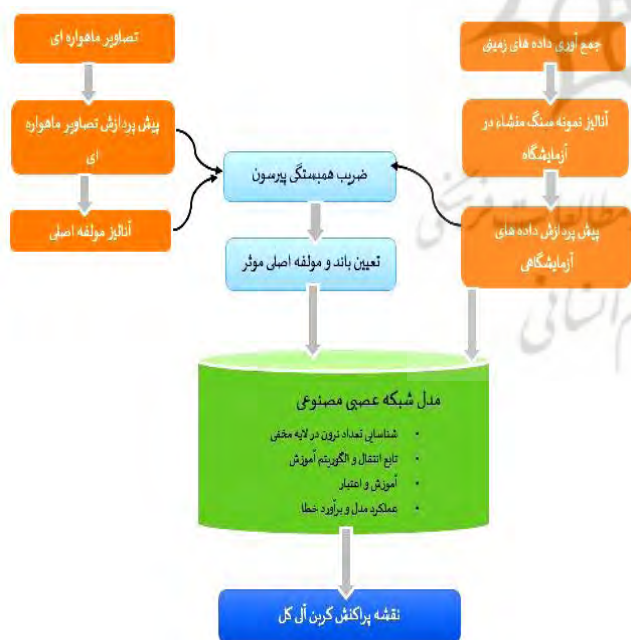 تصاویر ماهواره ای
جمع آوری داده های زمینی
پیش پردازش تصاویر ماهواره
ای
آنالیز نمونه سنگ منشاء در
آزمایشگاه
ضریب همبستگی پیرسون
آنالیز مولفه اصلی
پیش پردازش داده های
آزمایشگاهی
تعیین باند و مولفه اصلی موثر
مدل شبکه عصبی مصنوعی
• شناسایی تعداد نرون در لایه مخفی
• تابع انتقال و الگوریتم آموزش
• آموزش و اعتبار
• عملکرد مدل و برآورد خطا
نقشه پراکنش کربن آلی کل
مطالعات فرهنگی
انسانی